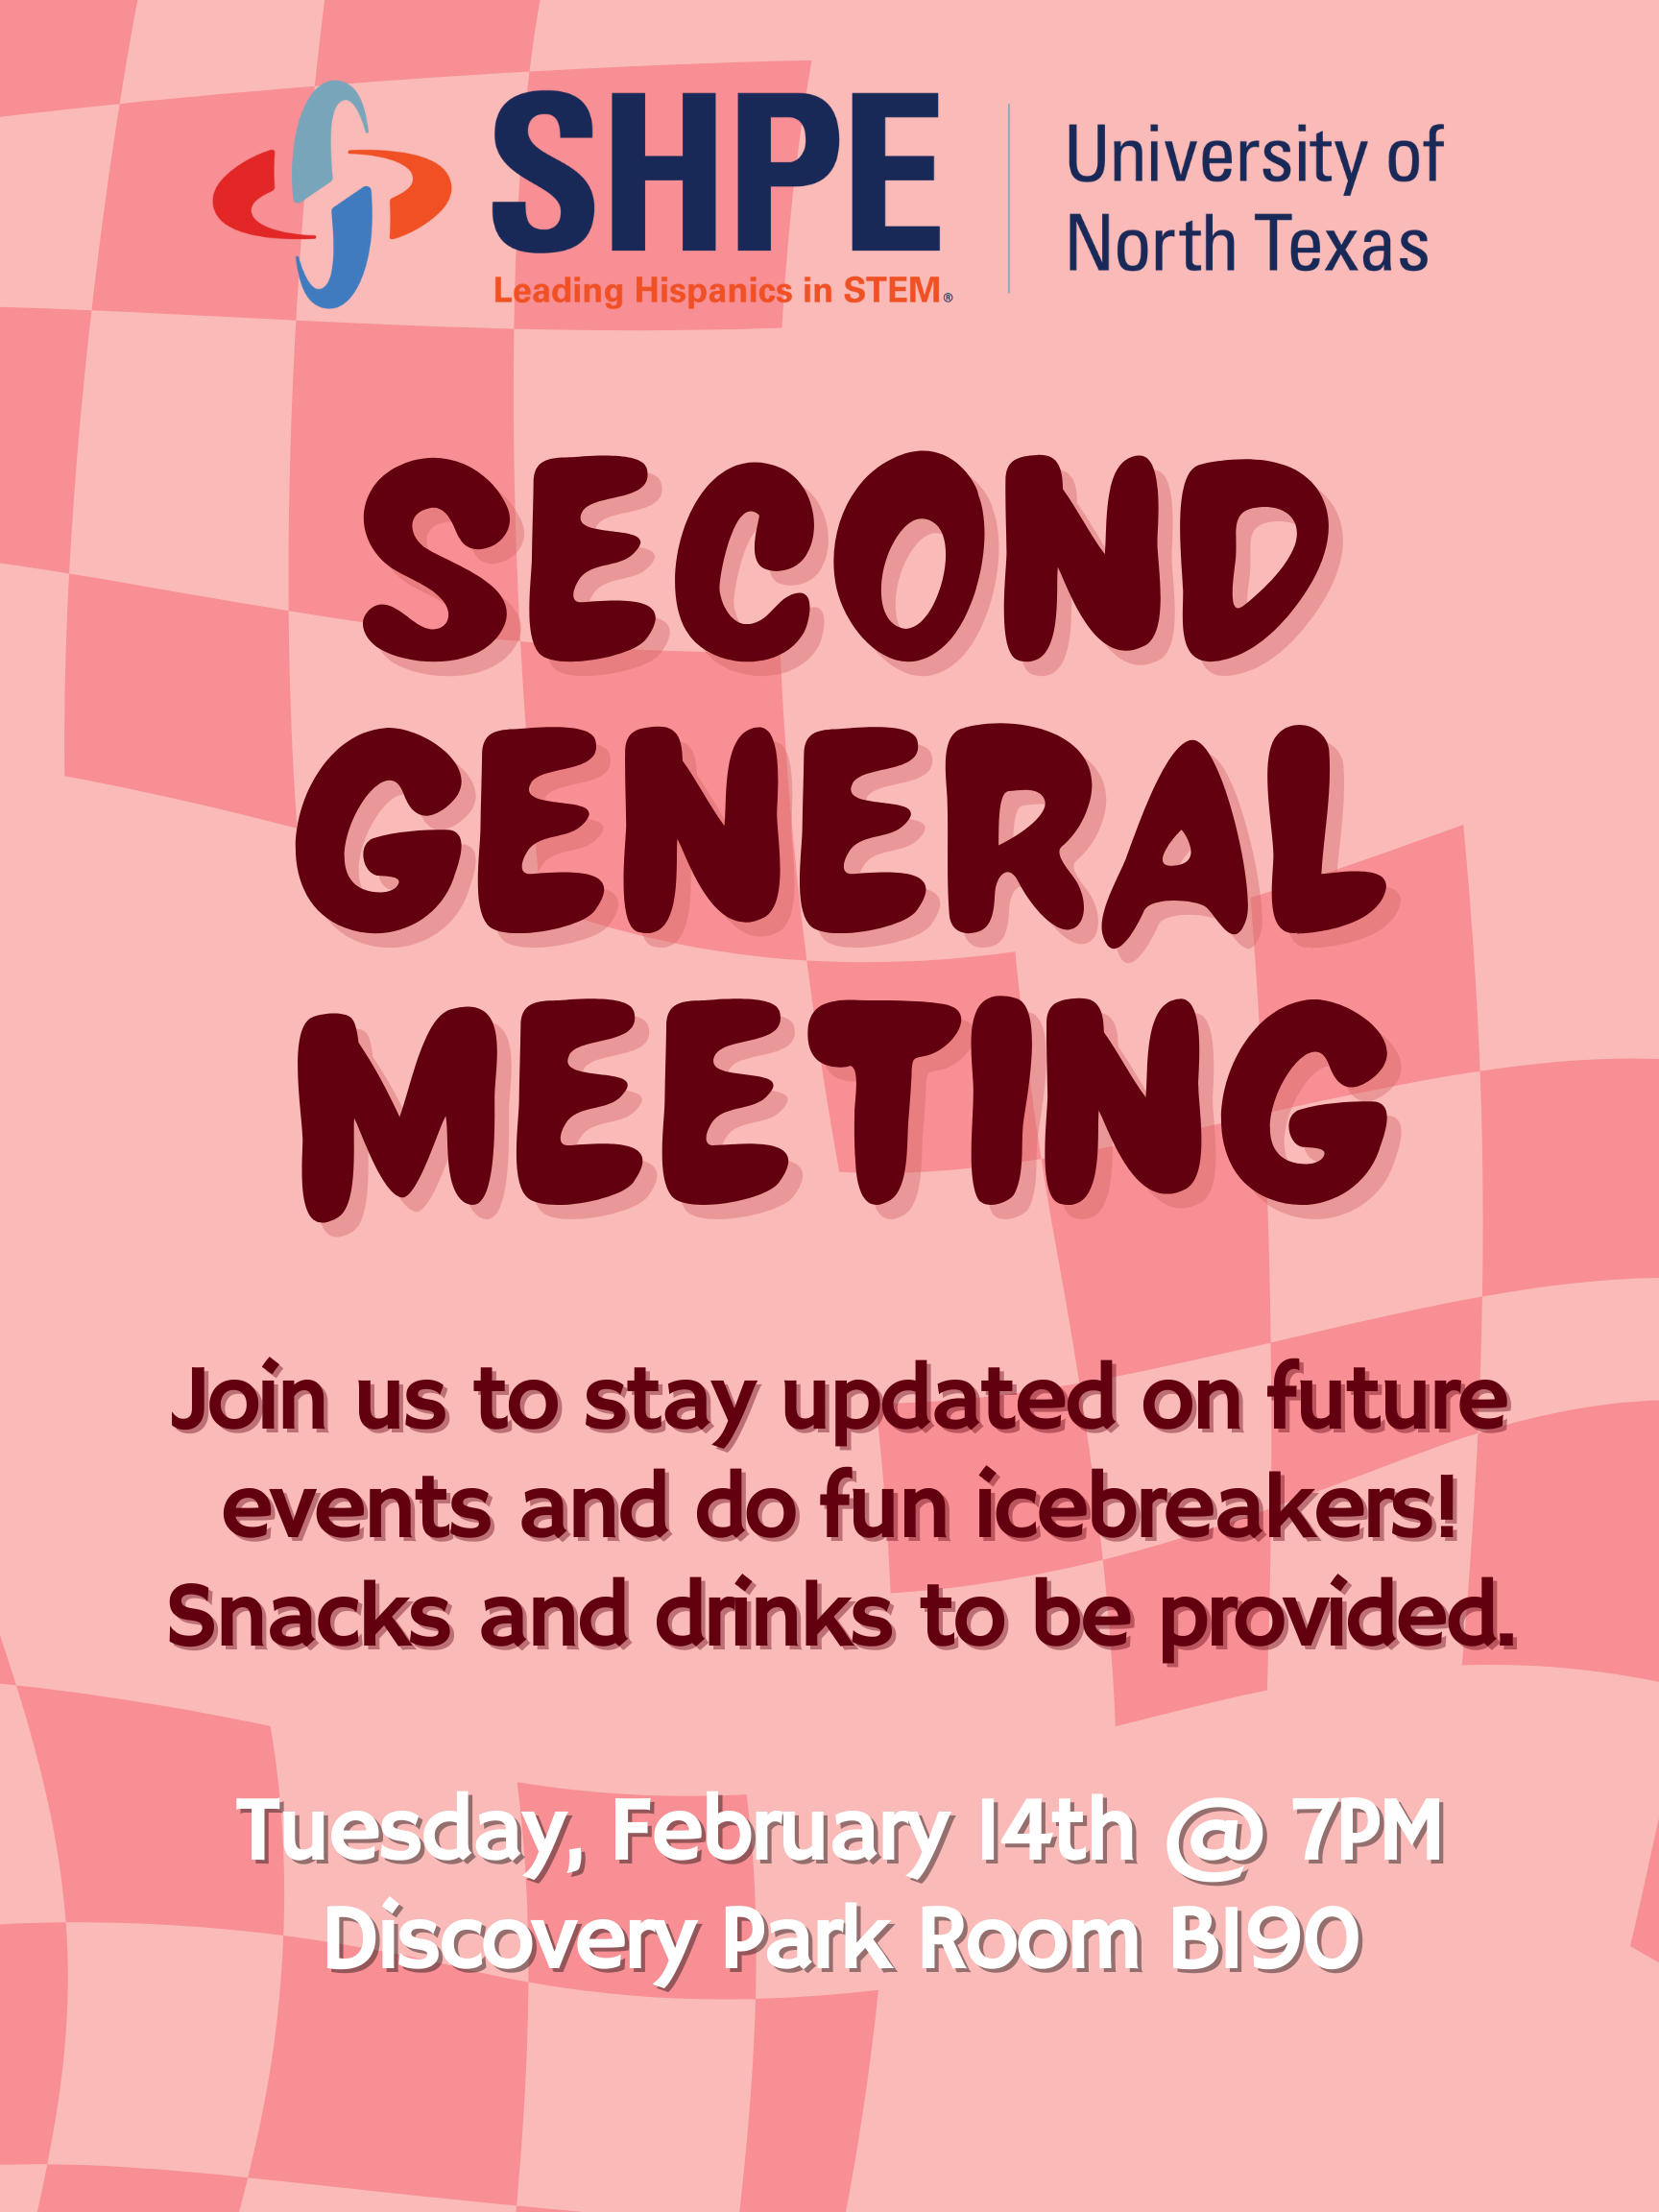 SHPE
Leading Hispanics in STEM®
University of
North Texas
SECOND
GENERAL
MEETING
Join us to stay updated on future
events and do fun icebreakers!
Snacks and drinks to be provided.
Tuesday, February 14th @ 7PM
Discovery Park Room B190